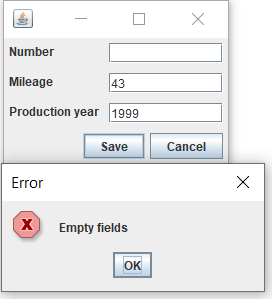 Number
Mileage 43
Production year 1999
Save Cancel
Error
Empty fields
OK